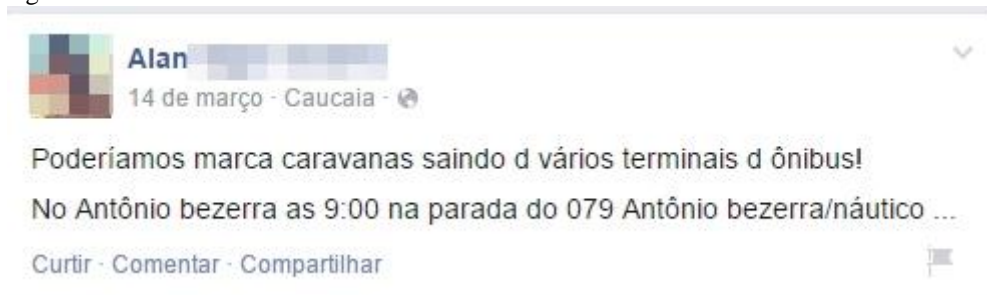 Alan
14 de março · Caucaia ·
Poderíamos marca caravanas saindo d vários terminais d ônibus!
No Antônio bezerra as 9:00 na parada do 079 Antônio bezerra/náutico ...
Curtir · Comentar · Compartilhar